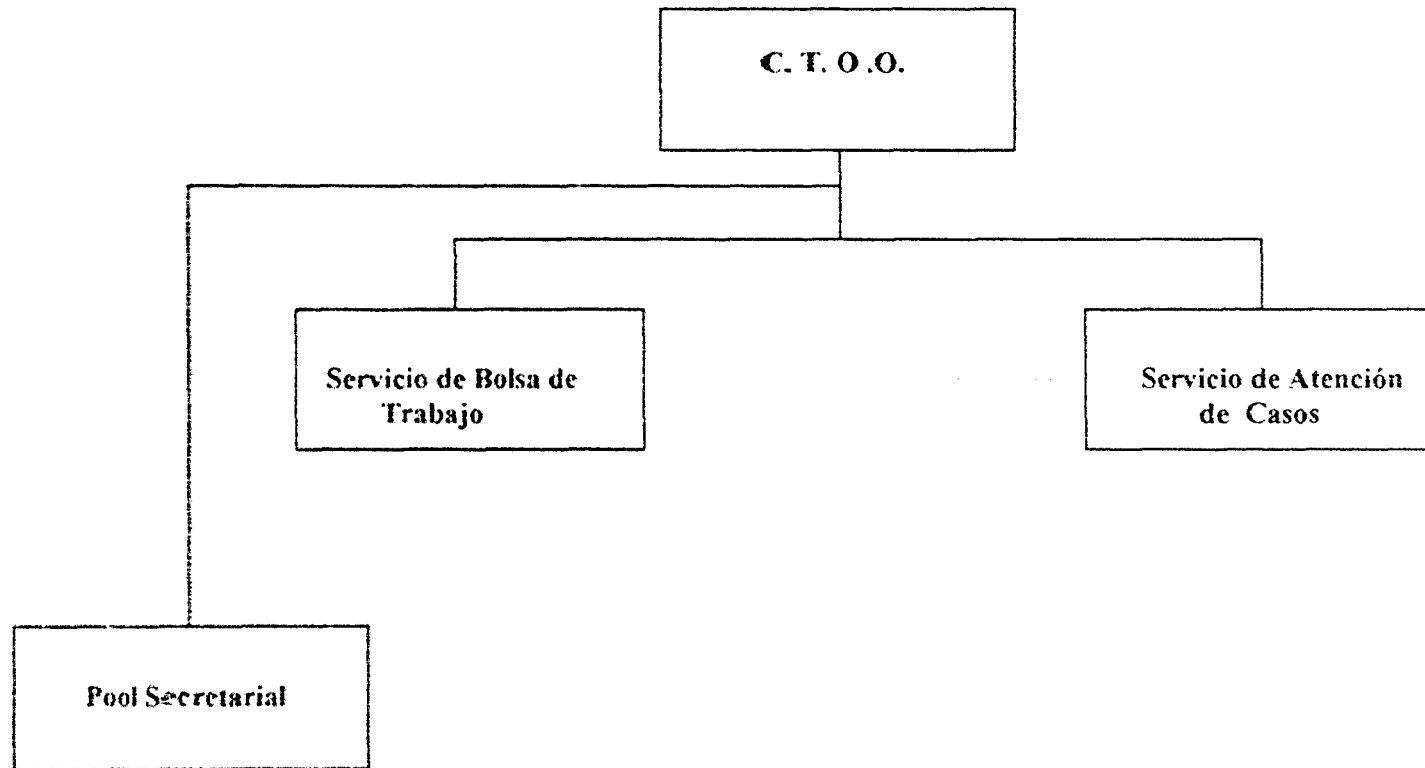 C. T. O .O.
Servicio de Bolsa de
Trabajo
Servicio de Atención
de Casos
Pool Secretarial